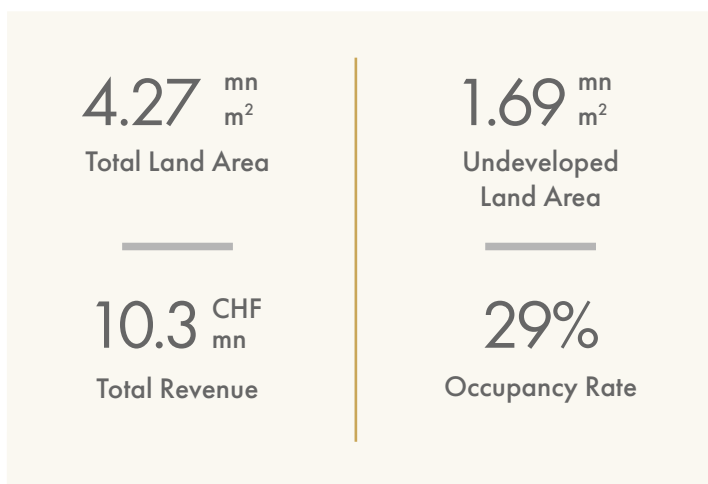 4.27 mn m²
Total Land Area
10.3 CHF mn
Total Revenue
1.69 mn m²
Undeveloped
Land Area
29%
Occupancy Rate